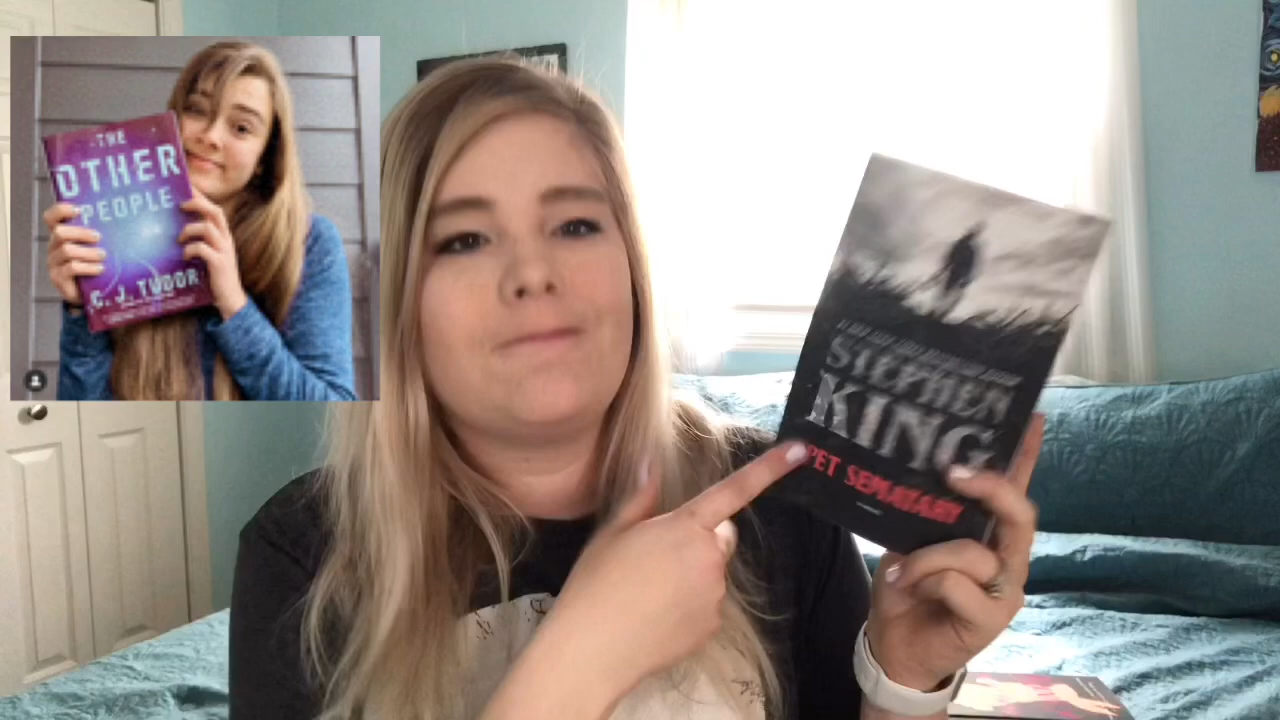 THE
OTHER
PEOPLE
C. J. TUDOR
STEPHEN
KING
PET SEMATARY